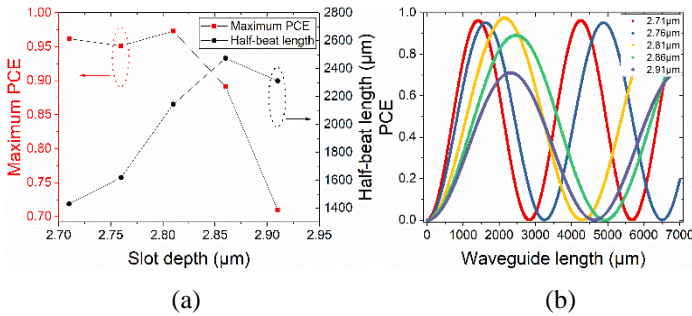 1.00
0.95
0.90
0.85
0.80
0.75
0.70
Maximum PCE
2.70 2.75 2.80 2.85 2.90 2.95
Slot depth (μm)
2800
2600
2400
2200
2000
1800
1600
1400
Half-beat length (μm)
Maximum PCE
Half-beat length
(a)
1.0
0.8
0.6
0.4
0.2
0.0
PCE
0 1000 2000 3000 4000 5000 6000 7000
Waveguide length (μm)
2.71μm
2.76μm
2.81μm
2.86μm
2.91μm
(b)